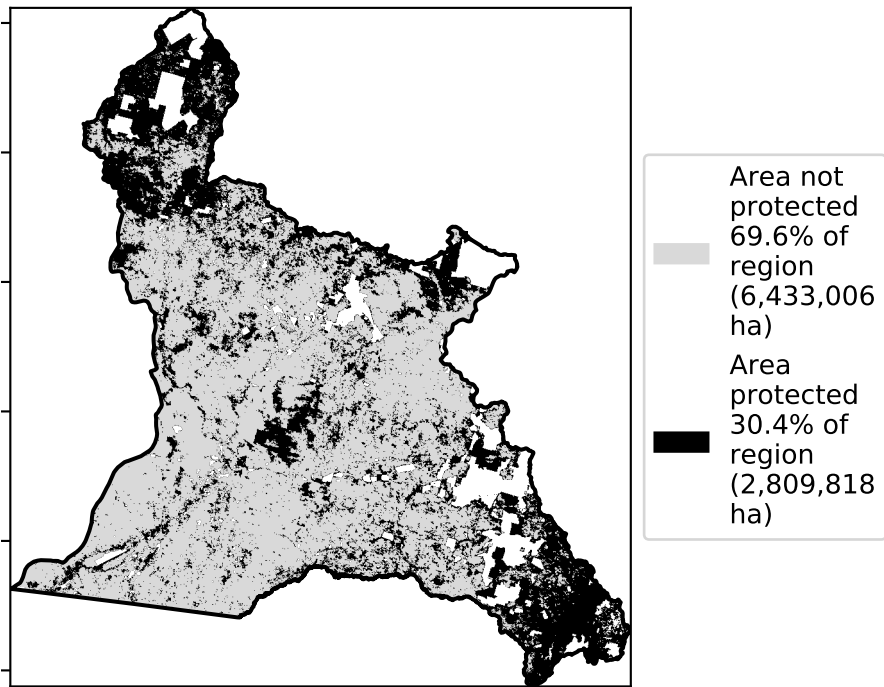 Area not
protected
69.6% of
region
(6,433,006
ha)
Area
protected
30.4% of
region
(2,809,818
ha)